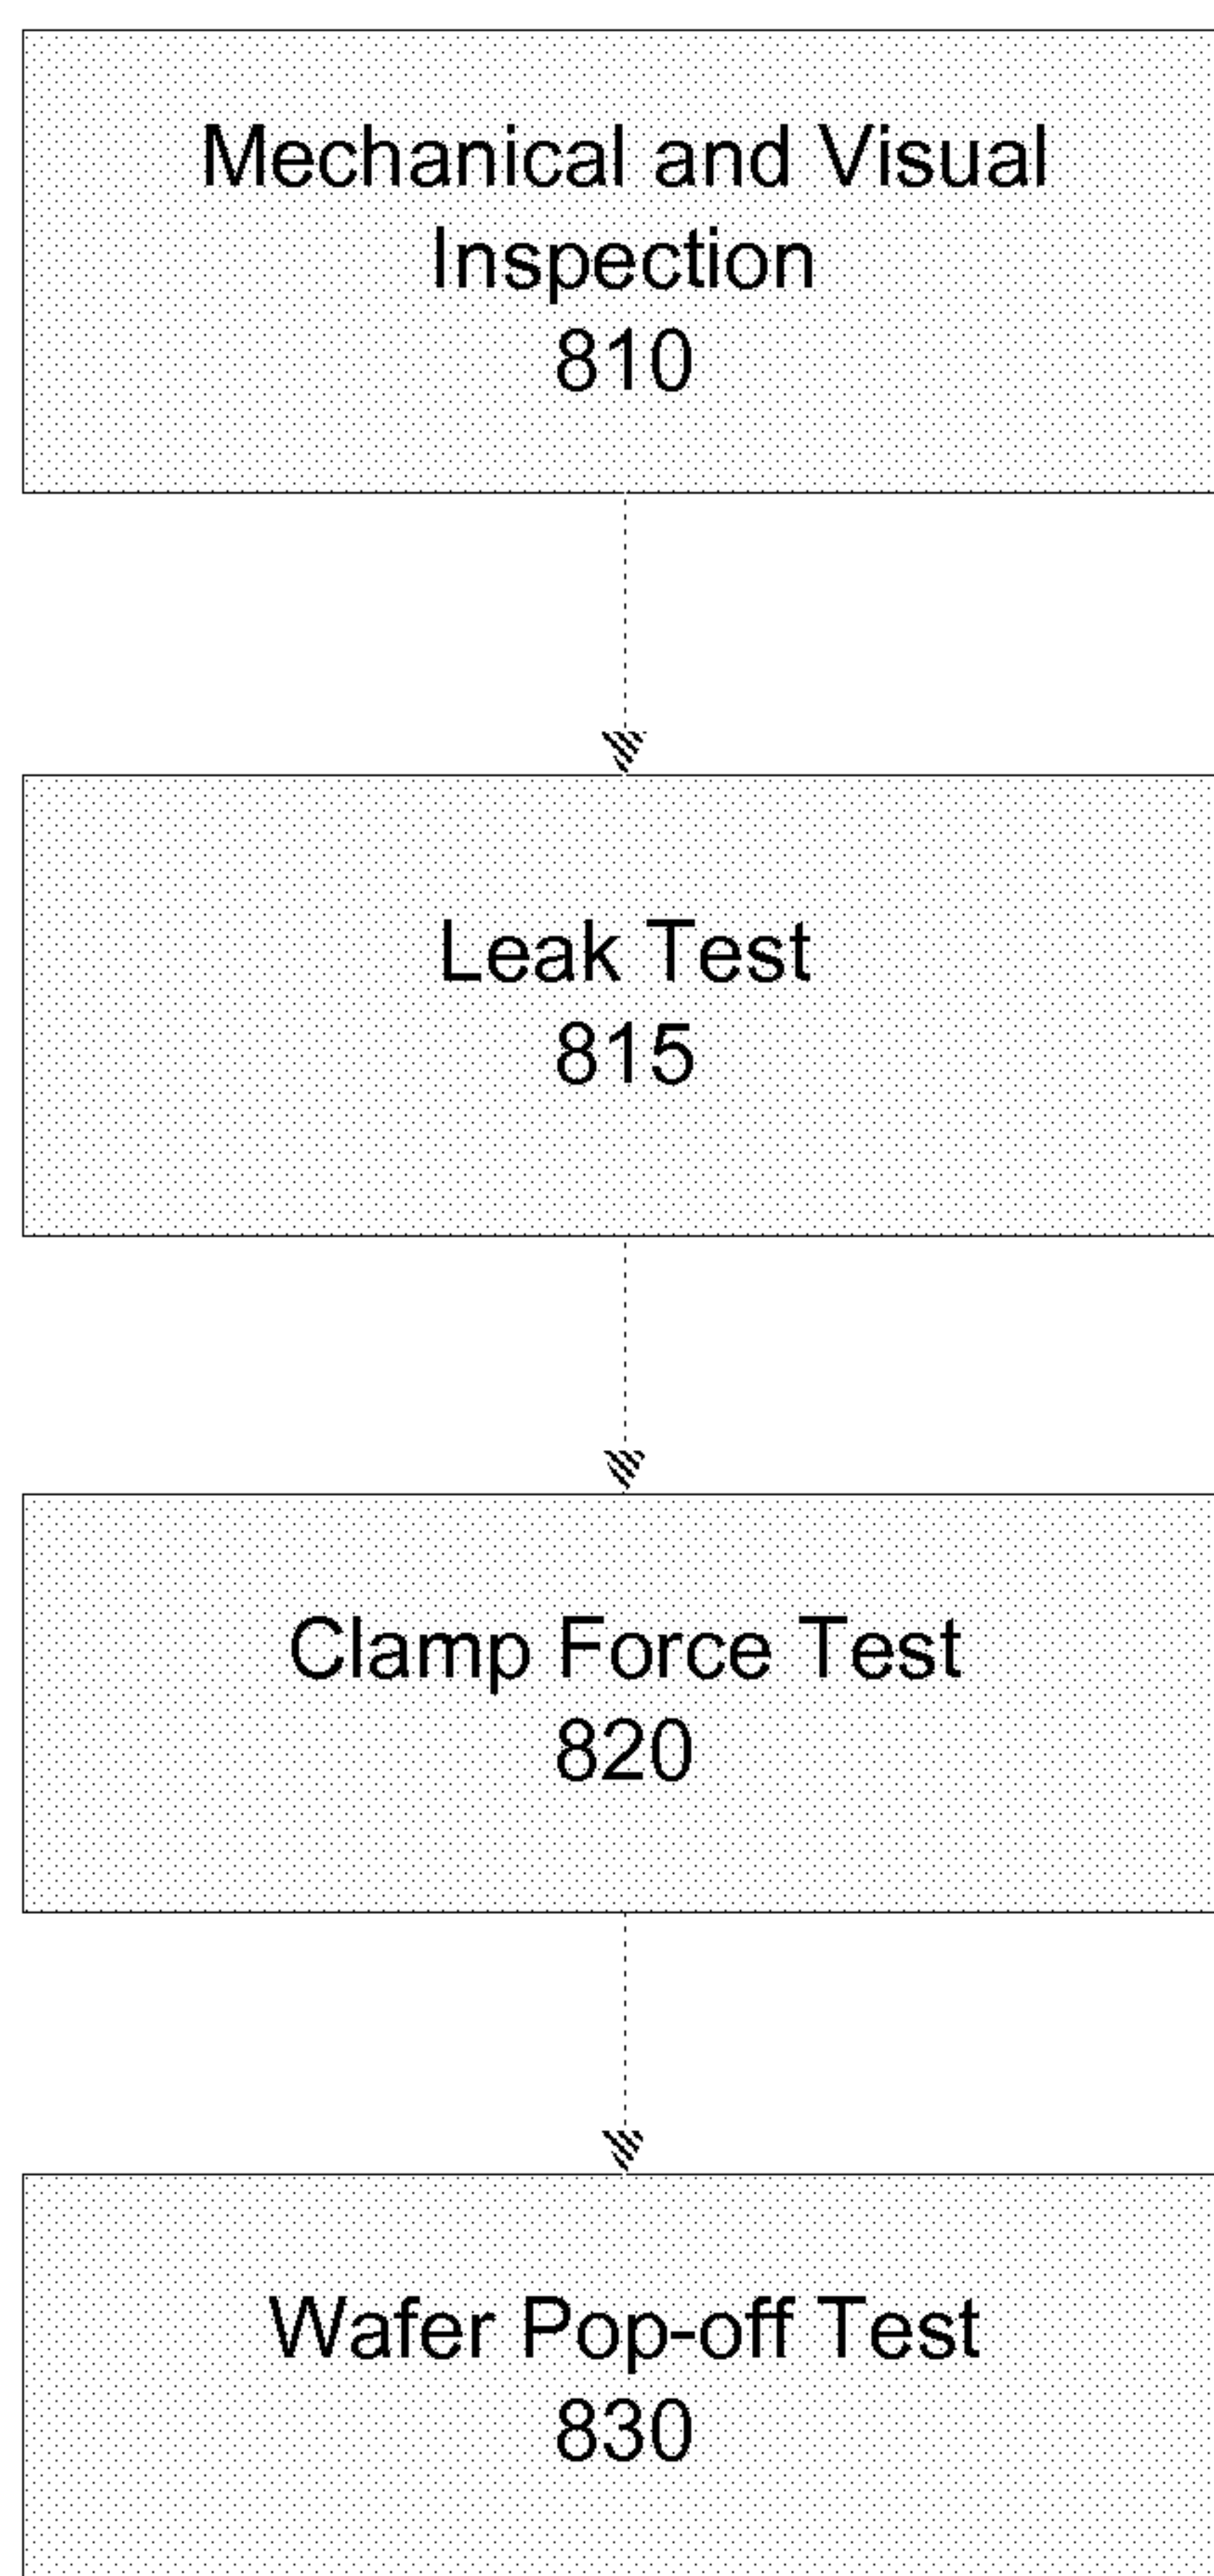 Mechanical and Visual
Inspection
810
Leak Test
815
Clamp Force Test
820
Wafer Pop-off Test
830